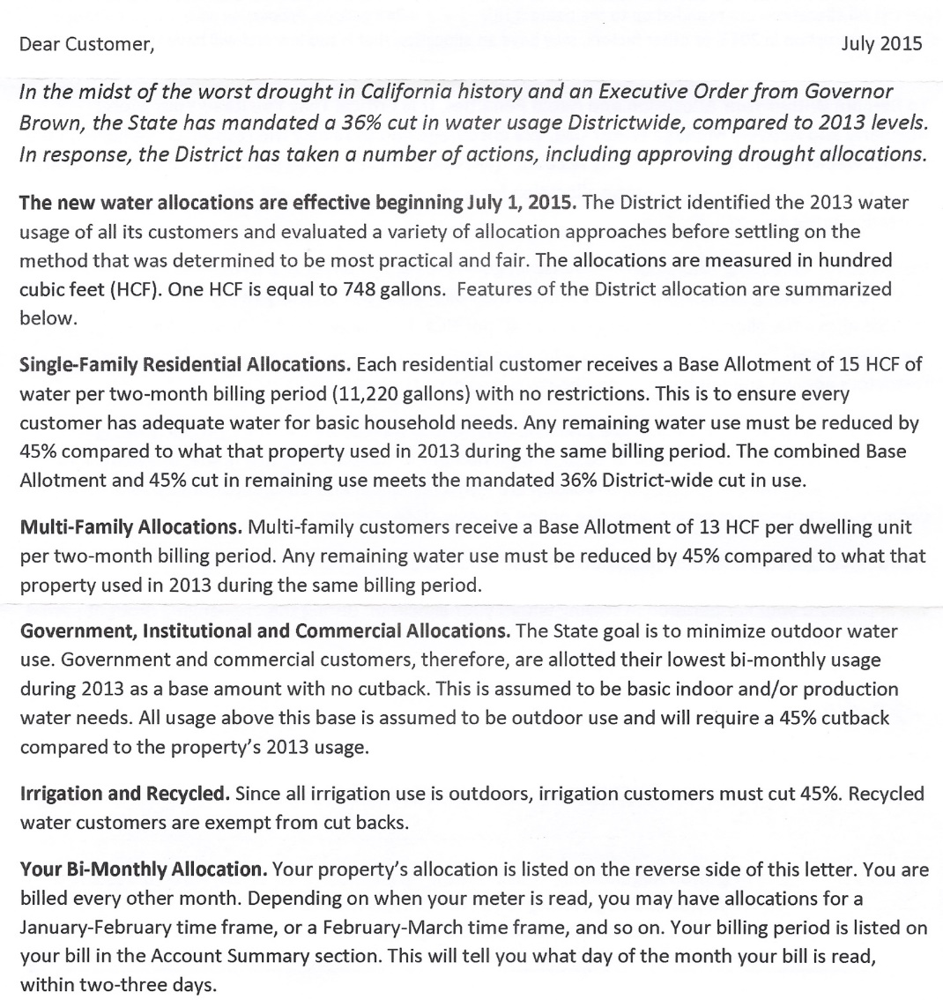 Dear Customer, July 2015
In the midst of the worst drought in California history and an Executive Order from Governor
Brown, the State has mandated a 36% cut in water usage Districtwide, compared to 2013 levels.
In response, the District has taken a number of actions, including approving drought allocations.
The new water allocations are effective beginning July 1, 2015. The District identified the 2013 water
usage of all its customers and evaluated a variety of allocation approaches before settling on the
method that was determined to be most practical and fair. The allocations are measured in hundred
cubic feet (HCF). One HCF is equal to 748 gallons. Features of the District allocation are summarized
below.
Single-Family Residential Allocations. Each residential customer receives a Base Allotment of 15 HCF of
water per two-month billing period (11,220 gallons) with no restrictions. This is to ensure every
customer has adequate water for basic household needs. Any remaining water use must be reduced by
45% compared to what that property used in 2013 during the same billing period. The combined Base
Allotment and 45% cut in remaining use meets the mandated 36% District-wide cut in use.
Multi-Family Allocations. Multi-family customers receive a Base Allotment of 13 HCF per dwelling unit
per two-month billing period. Any remaining water use must be reduced by 45% compared to what that
property used in 2013 during the same billing period.
Government, Institutional and Commercial Allocations. The State goal is to minimize outdoor water
use. Government and commercial customers, therefore, are allotted their lowest bi-monthly usage
during 2013 as a base amount with no cutback. This is assumed to be basic indoor and/or production
water needs. All usage above this base is assumed to be outdoor use and will require a 45% cutback
compared to the property's 2013 usage.
Irrigation and Recycled. Since all irrigation use is outdoors, irrigation customers must cut 45%. Recycled
water customers are exempt from cut backs.
Your Bi-Monthly Allocation. Your property's allocation is listed on the reverse side of this letter. You are
billed every other month. Depending on when your meter is read, you may have allocations for a
January-February time frame, or a February-March time frame, and so on. Your billing period is listed on
your bill in the Account Summary section. This will tell you what day of the month your bill is read,
within two-three days.